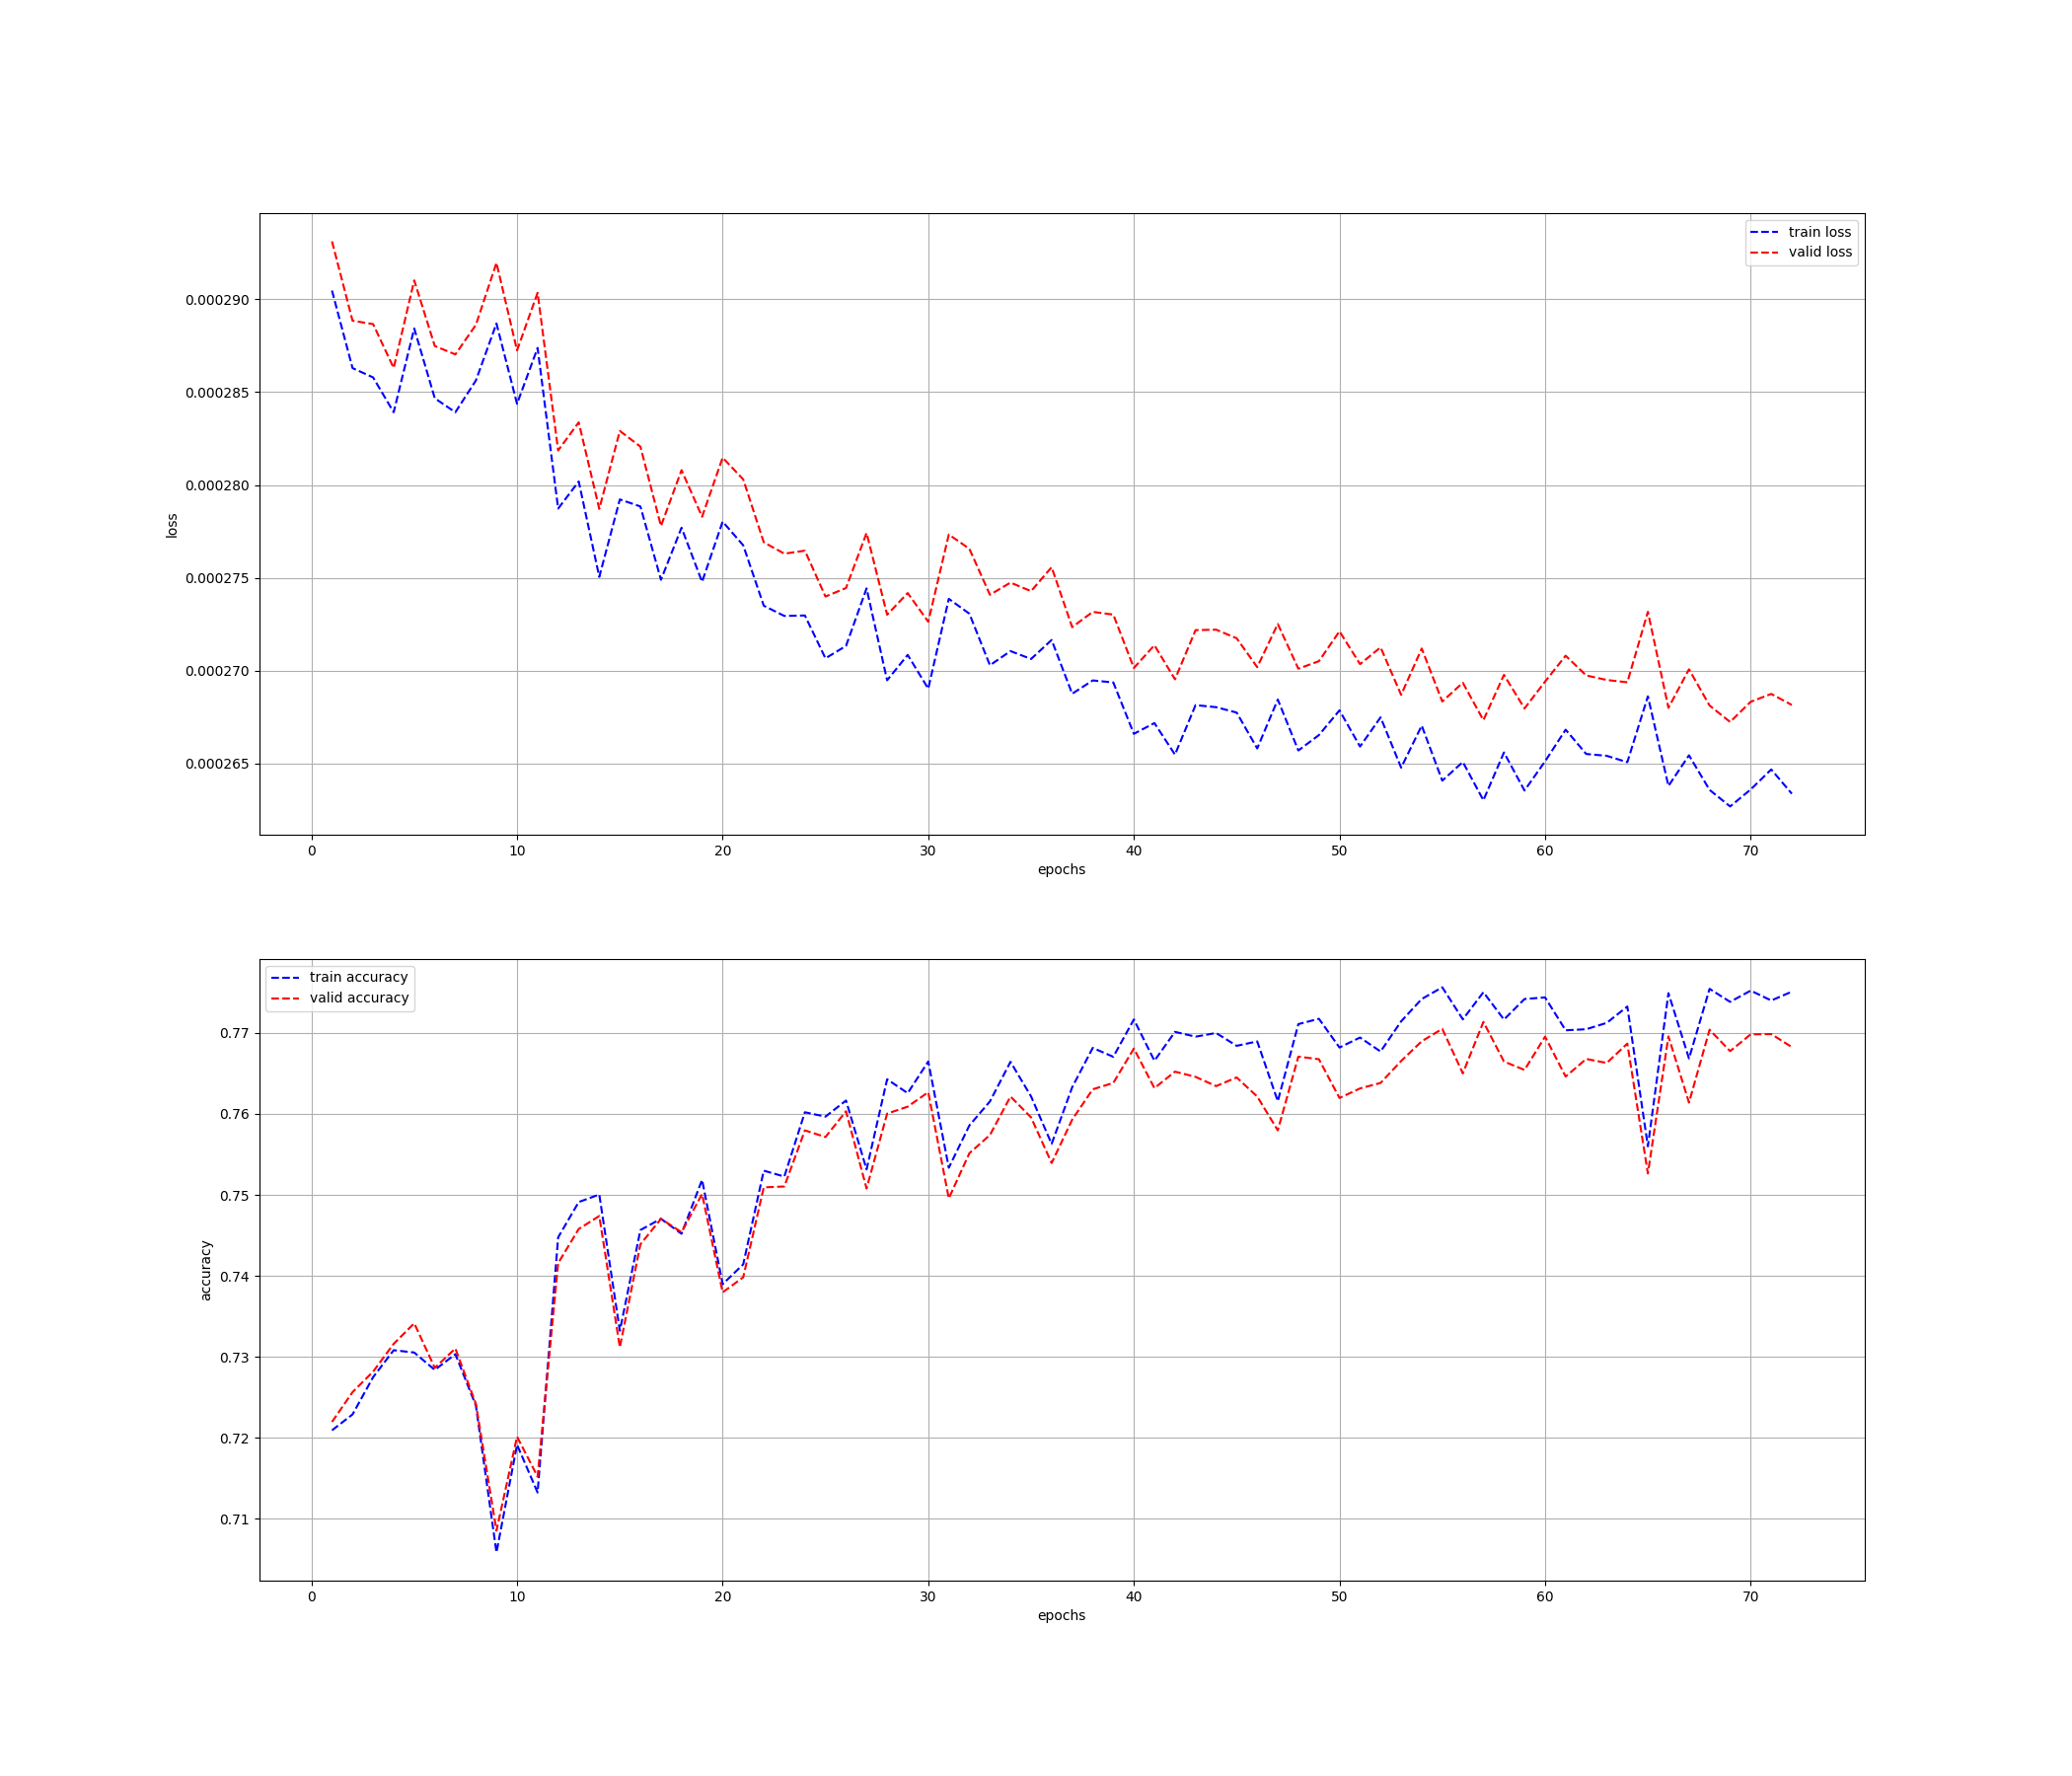 train loss
valid loss
0.000290
0.000285
0.000280
0.000275
0.000270
0.000265
loss
0 10 20 30 40 50 60 70
epochs
train accuracy
valid accuracy
0.77
0.76
0.75
0.74
0.73
0.72
0.71
accuracy
0 10 20 30 40 50 60 70
epochs